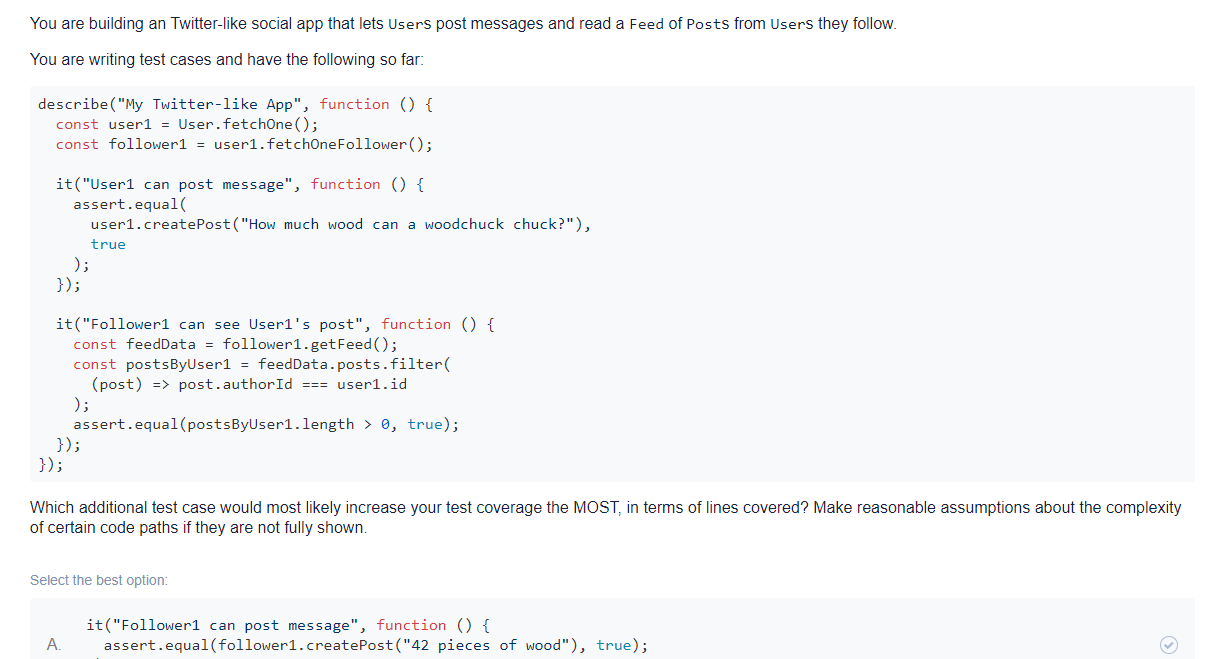 You are building an Twitter-like social app that lets Users post messages and read a Feed of Posts from Users they follow.
You are writing test cases and have the following so far:
describe("My Twitter-like App", function () {
  const user1 = User.fetchOne();
  const follower1 = user1.fetchOneFollower();

  it("User1 can post message", function () {
    assert.equal(
      user1.createPost("How much wood can a woodchuck chuck?"),
      true
    );
  });

  it("Follower1 can see User1's post", function () {
    const feedData = follower1.getFeed();
    const postsByUser1 = feedData.posts.filter(
      (post) => post.authorId === user1.id
    );
    assert.equal(postsByUser1.length > 0, true);
  });
});
Which additional test case would most likely increase your test coverage the MOST, in terms of lines covered? Make reasonable assumptions about the complexity
of certain code paths if they are not fully shown.
Select the best option:
it("Follower1 can post message", function () {
A.   assert.equal(follower1.createPost("42 pieces of wood"), true);